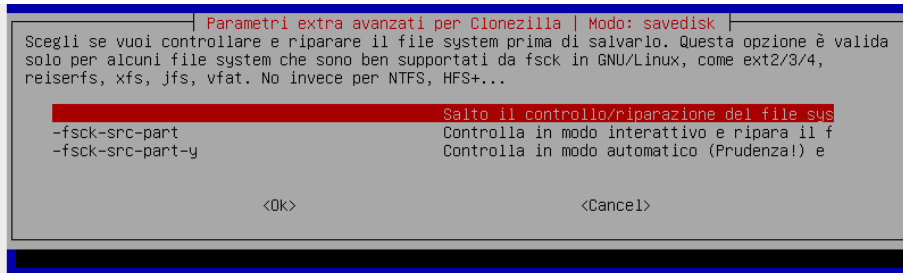 Parametri extra avanzati per Clonezilla | Modo: savedisk
Scegli se vuoi controllare e riparare il file system prima di salvarlo. Questa opzione è valida
solo per alcuni file system che sono ben supportati da fsck in GNU/Linux, come ext2/3/4,
reiserfs, xfs, jfs, vfat. No invece per NTFS, HFS+...
Salto il controllo/riparazione del file sys
-fsck-src-part Controlla in modo interattivo e ripara il f
-fsck-src-part-y Controlla in modo automatico (Prudenza!) e
<Ok> <Cancel>